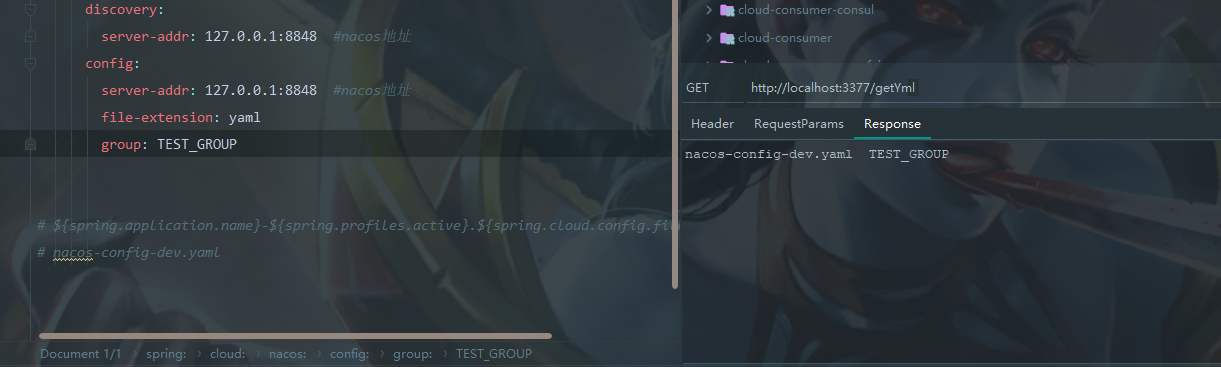 discovery:
server-addr: 127.0.0.1:8848 #nacos地址
config:
server-addr: 127.0.0.1:8848 #nacos地址
file-extension: yaml
group: TEST_GROUP
# ${spring.application.name}-${spring.profiles.active}.${spring.cloud.config.fil
# nacos-config-dev.yaml
Document 1/1 › spring: › cloud: › nacos: › config: › group: › TEST_GROUP
cloud-consumer-consul
cloud-consumer
GET http://localhost:3377/getYml
Header RequestParams Response
nacos-config-dev.yaml TEST_GROUP